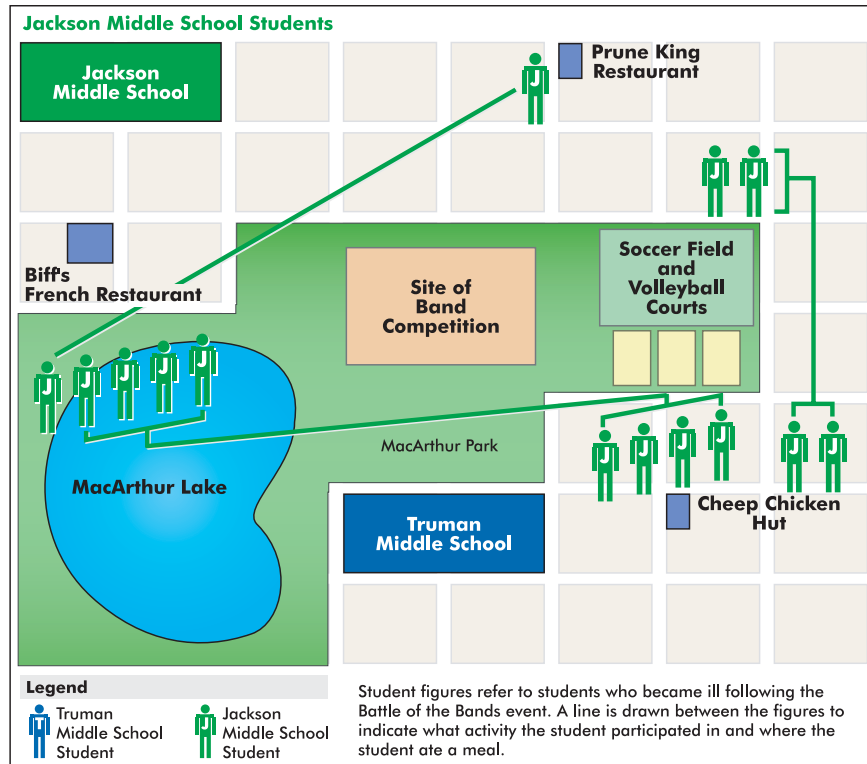 Jackson Middle School Students
Jackson
Middle School
Prune King
Restaurant
Biff's
French Restaurant
Site of
Band
Competition
Soccer Field
and
Volleyball
Courts
J
J
J
J
J
J
J
J
J
J
J
J
J
J
MacArthur Park
MacArthur Lake
Truman
Middle School
Cheep Chicken
Hut
Legend
T
Truman
Middle School
Student
J
Jackson
Middle School
Student
Student figures refer to students who became ill following the
Battle of the Bands event. A line is drawn between the figures to
indicate what activity the student participated in and where the
student ate a meal.